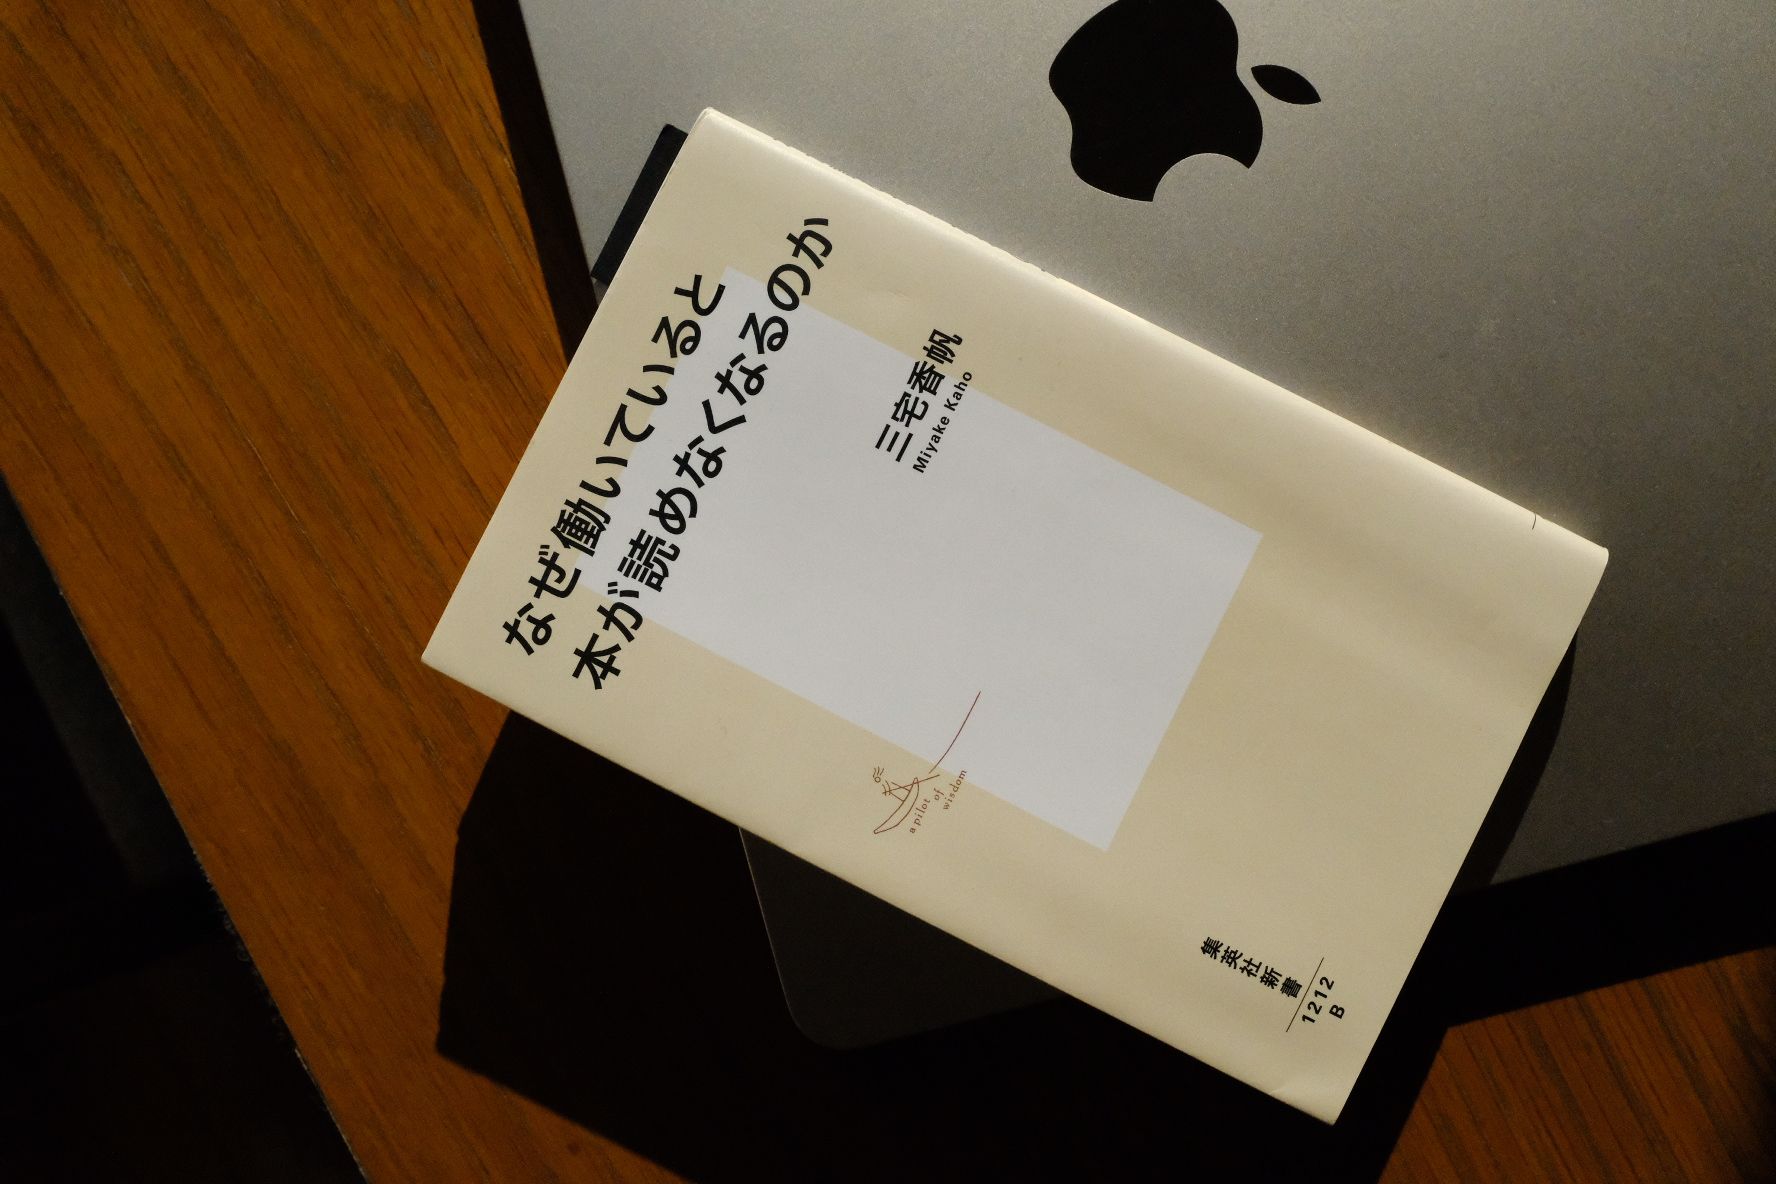 なぜ働いていると
本が読めなくなるのか
三宅香帆
Miyake Kaho
a pilot
of
wisdom
集英社新書
1212
B